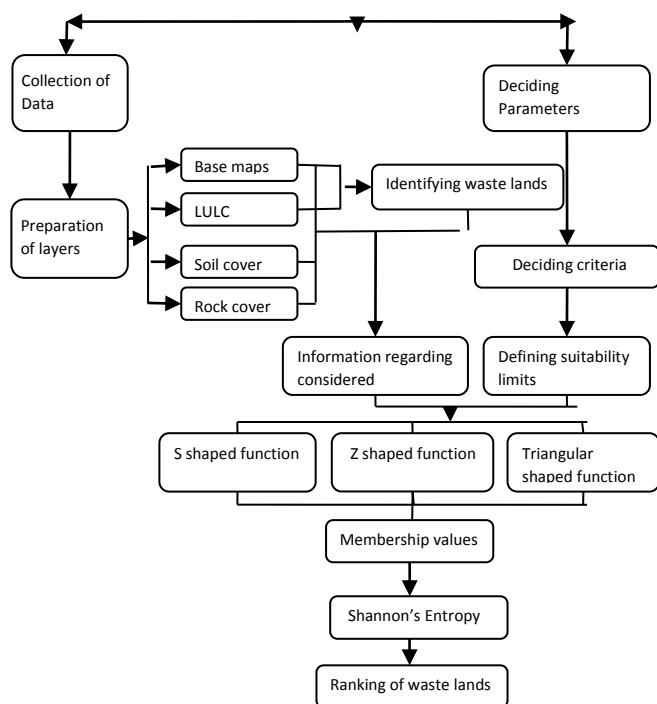 Collection of
Data
Deciding
Parameters
Base maps
Identifying waste lands
LULC
Preparation
of layers
Soil cover
Deciding criteria
Rock cover
Information regarding
considered
Defining suitability
limits
S shaped function
Z shaped function
Triangular
shaped function
Membership values
Shannon’s Entropy
Ranking of waste lands